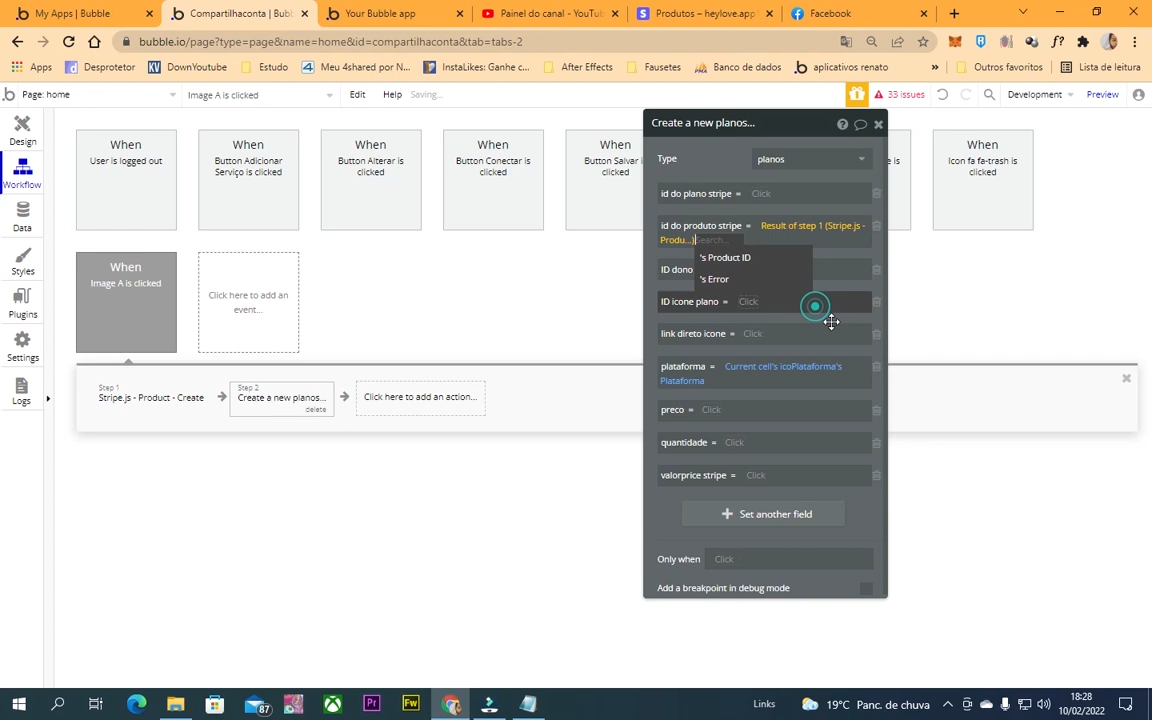 My Apps | Bubble
Compartilhaconta | Bubb
Your Bubble app
Painel do canal - YouTub
Produtos – heylove.app
Facebook
bubble.io/page?type=page&name=home&id=compartilhaconta&tab=tabs-2
Apps
Desprotetor
DownYoutube
Estudo
Meu 4shared por N...
InstaLikes: Ganhe c...
After Effects
Fausetes
Banco de dados
aplicativos renato
»
Outros favoritos
Lista de leitura
Page: home
Image A is clicked
Edit
Help
Saving...
33 issues
Development
Preview
Design
Workflow
Data
Styles
Plugins
Settings
Logs
When
User is logged out
When
Button Adicionar
Serviço is clicked
When
Button Alterar is
clicked
When
Button Conectar is
clicked
When
Button Salvar i
clicked
e is
When
Icon fa fa-trash is
clicked
When
Image A is clicked
Click here to add an
event...
Step 1
Stripe.js - Product - Create
Step 2
Create a new planos...
delete
Click here to add an action...
Create a new planos...
Type
planos
id do plano stripe =
Click
id do produto stripe =
Result of step 1 (Stripe.js -
Produ...)
Search...
's Product ID
's Error
ID dono
ID icone plano =
Click
link direto icone =
Click
plataforma =
Current cell's icoPlataforma's
Plataforma
preco =
Click
quantidade =
Click
valorprice stripe =
Click
Set another field
Only when
Click
Add a breakpoint in debug mode
87
Pr
Fw
Links
19°C Panc. de chuva
18:28
10/02/2022